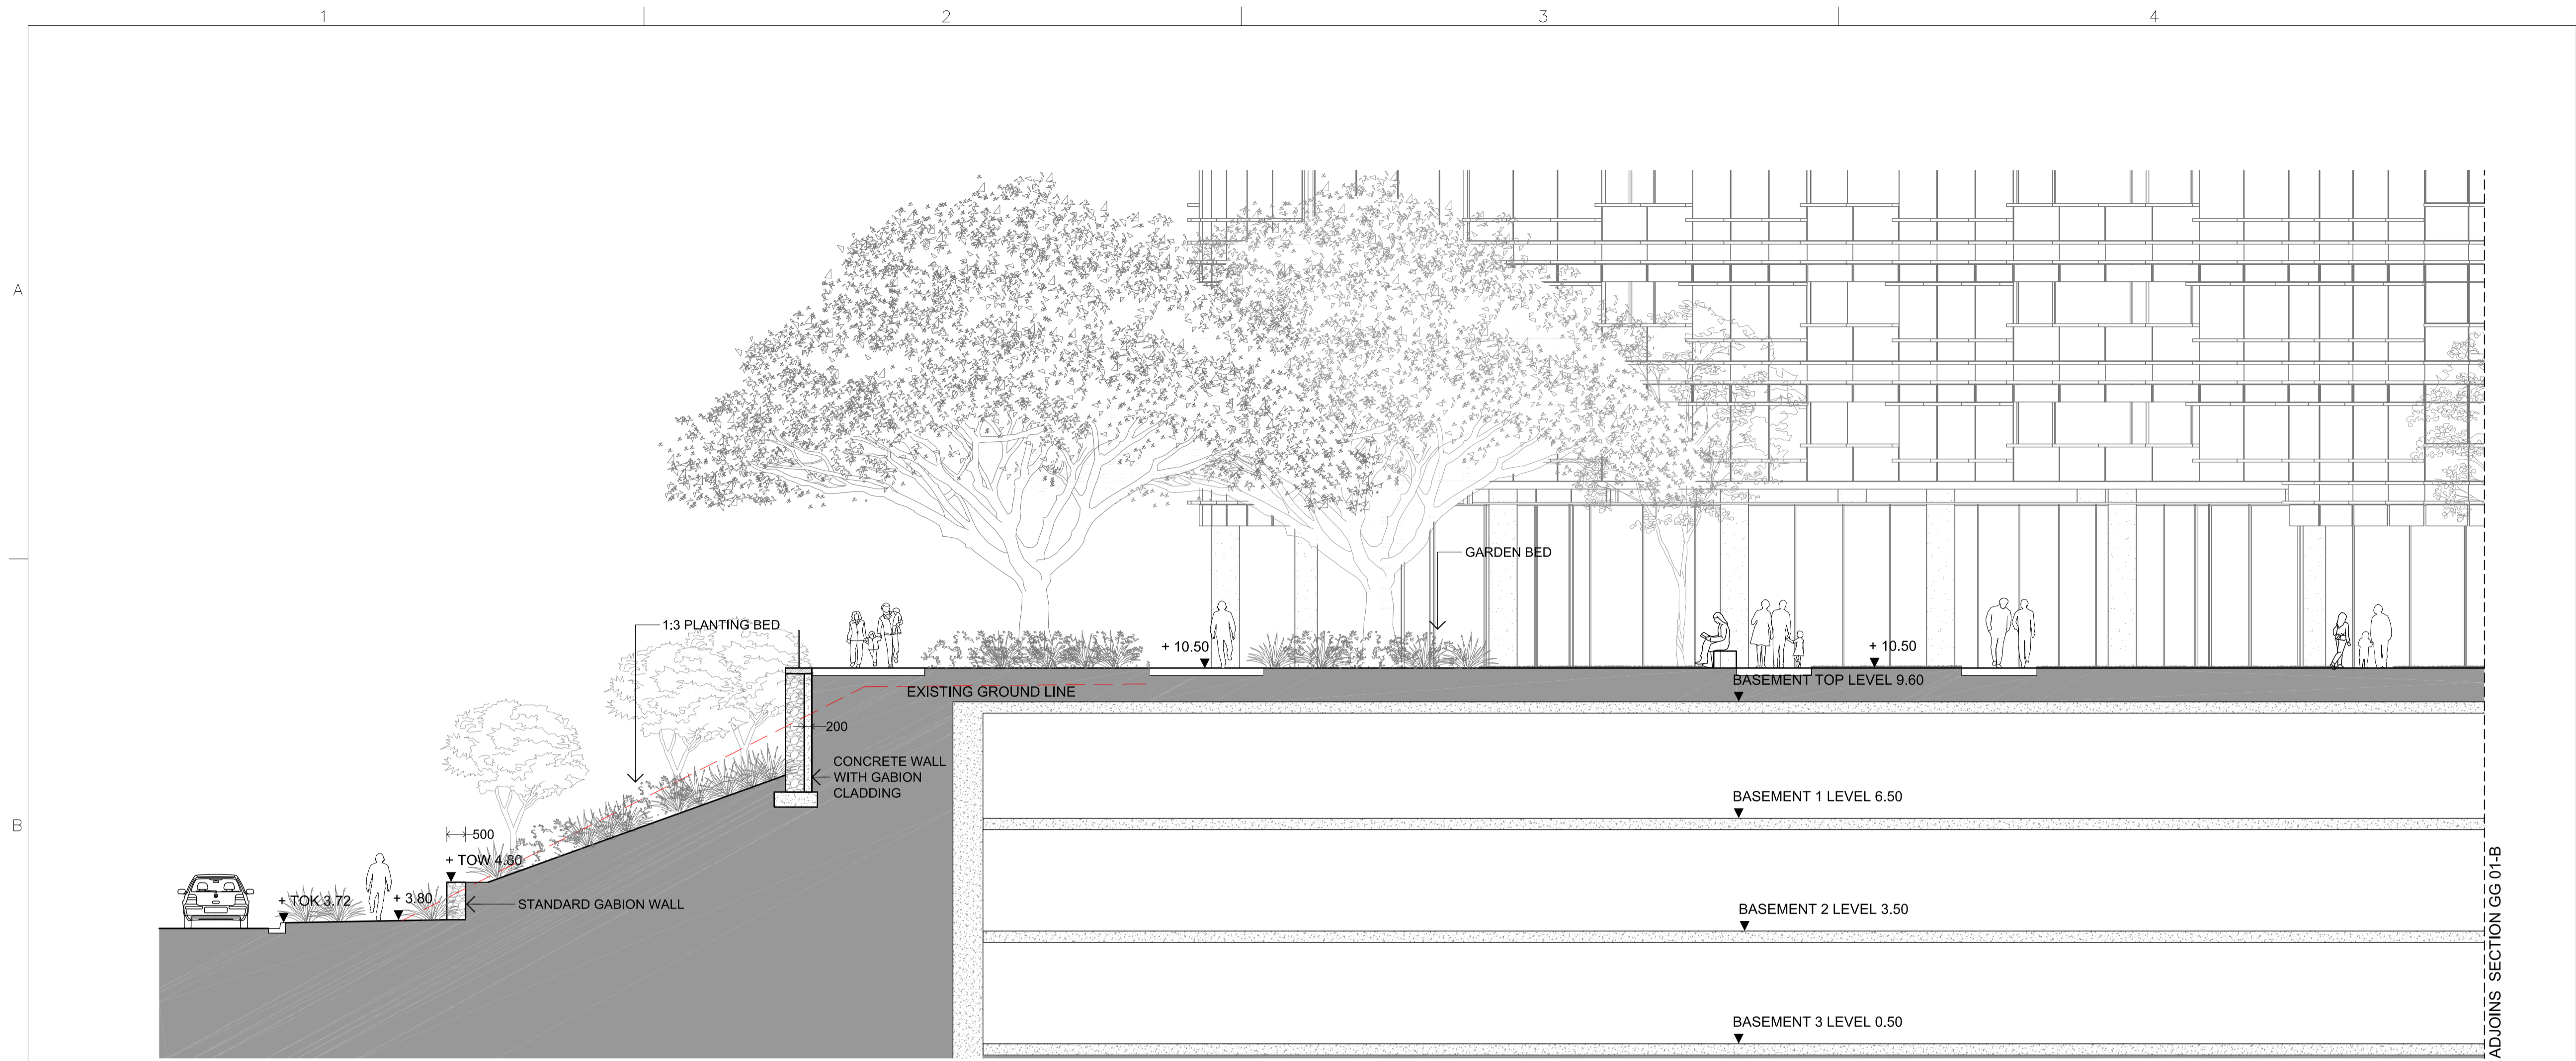 1
2
3
4
A
GARDEN BED
1:3 PLANTING BED
+ 10.50
+ 10.50
BASEMENT TOP LEVEL 9.60
EXISTING GROUND LINE
200
CONCRETE WALL
WITH GABION
CLADDING
BASEMENT 1 LEVEL 6.50
B
500
+ TOW 4.80
+ TOK 3.72
+ 3.80
STANDARD GABION WALL
BASEMENT 2 LEVEL 3.50
BASEMENT 3 LEVEL 0.50
ADJOINS SECTION GG 01-B